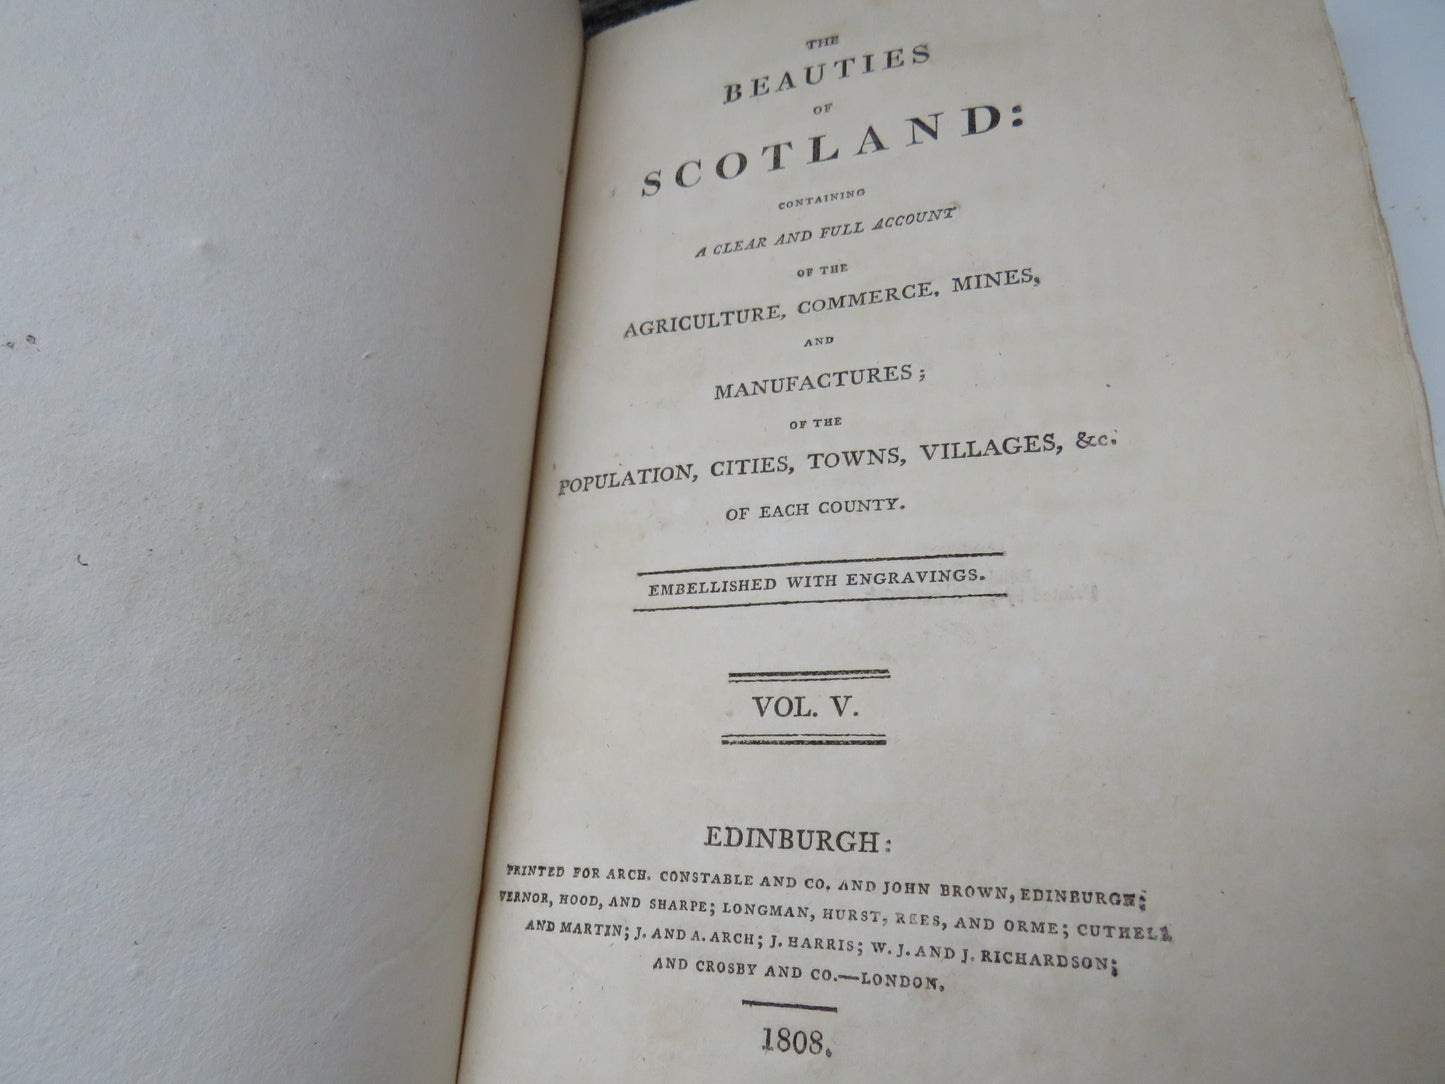 THE
BEAUTIES
OF
SCOTLAND:
CONTAINING
A CLEAR AND FULL ACCOUNT
OF THE
AGRICULTURE, COMMERCE, MINES,
AND
MANUFACTURES;
OF THE
POPULATION, CITIES, TOWNS, VILLAGES, &c.
OF EACH COUNTY.
EMBELLISHED WITH ENGRAVINGS.
VOL. V.
EDINBURGH:
PRINTED FOR ARCH. CONSTABLE AND CO. AND JOHN BROWN, EDINBURGH;
VERNOR, HOOD, AND SHARPE; LONGMAN, HURST, REES, AND ORME; CUTHELL
AND MARTIN; J. AND A. ARCH; J. HARRIS; W. J. AND J. RICHARDSON;
AND CROSBY AND CO.—LONDON.
1808.